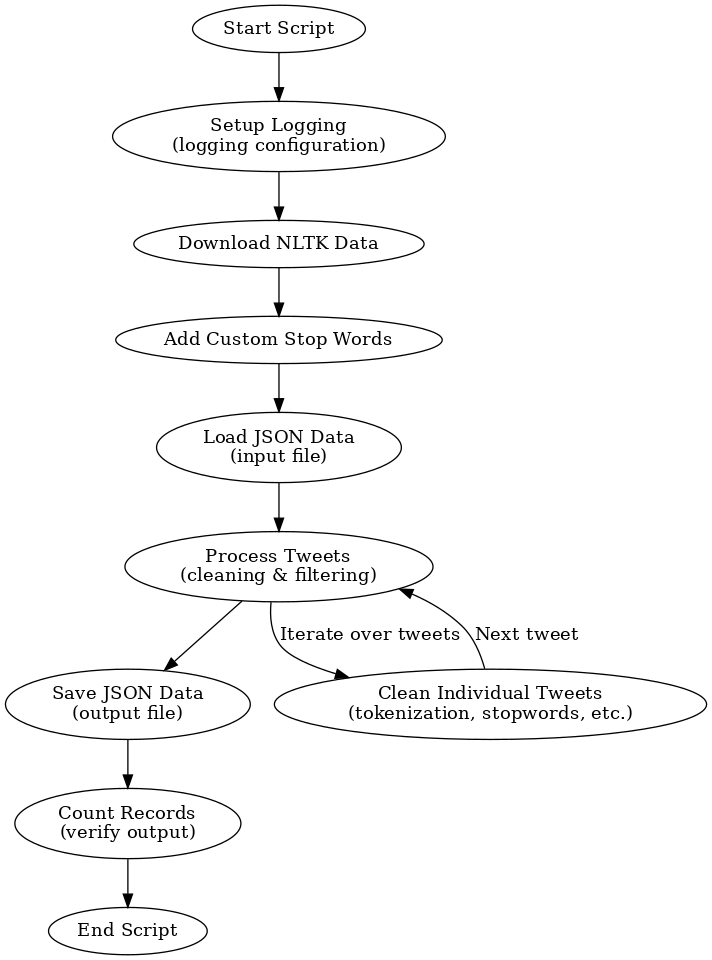 Start Script
Setup Logging
(logging configuration)
Download NLTK Data
Add Custom Stop Words
Load JSON Data
(input file)
Process Tweets
(cleaning & filtering)
Iterate over tweets
Next tweet
Save JSON Data
(output file)
Clean Individual Tweets
(tokenization, stopwords, etc.)
Count Records
(verify output)
End Script